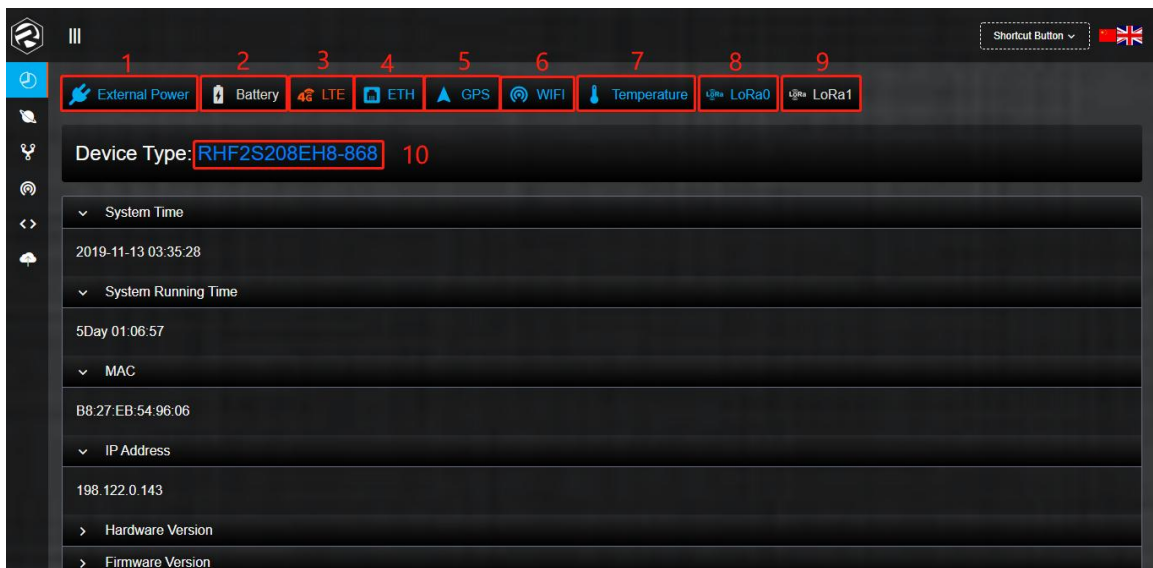 Shortcut Button
1 2 3 4 5 6 7 8 9
External Power Battery 4G LTE ETH GPS WIFI Temperature LoRa LoRa0 LoRa LoRa1
Device Type: RHF2S208EH8-868 10
System Time
2019-11-13 03:35:28
System Running Time
5Day 01:06:57
MAC
B8:27:EB:54:96:06
IP Address
198.122.0.143
Hardware Version
Firmware Version